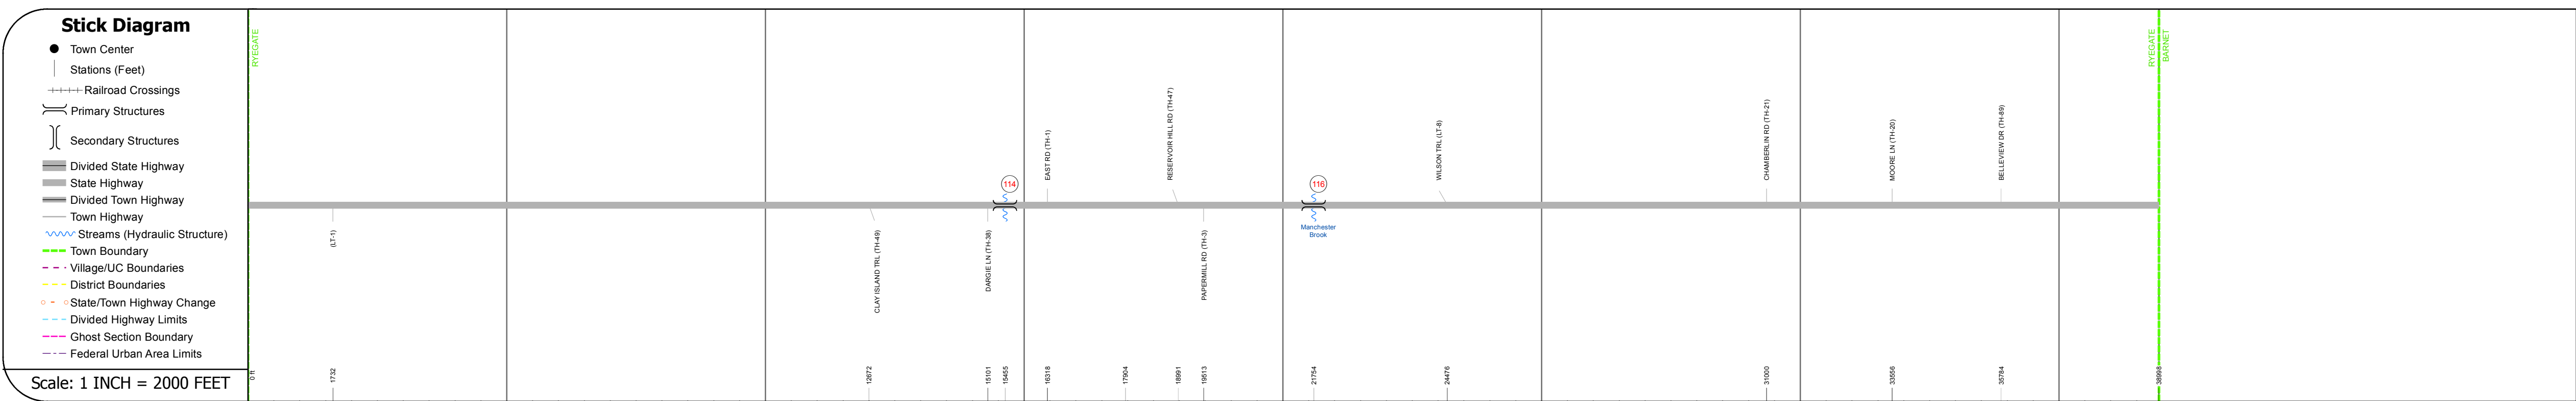 Stick Diagram
Town Center
Stations (Feet)
Railroad Crossings
Primary Structures
Secondary Structures
Divided State Highway
State Highway
Divided Town Highway
Town Highway
Streams (Hydraulic Structure)
Town Boundary
Village/UC Boundaries
District Boundaries
State/Town Highway Change
Divided Highway Limits
Ghost Section Boundary
Federal Urban Area Limits
Scale: 1 INCH = 2000 FEET
RYEGATE
(LT-1)
CLAY ISLAND TRL (TH-49)
DARGIE LN (TH-38)
114
EAST RD (TH-1)
RESERVOIR HILL RD (TH-47)
PAPERMILL RD (TH-3)
116
Manchester
Brook
WILSON TRL (LT-8)
CHAMBERLIN RD (TH-21)
MOORE LN (TH-20)
BELLEVIEW DR (TH-89)
RYEGATE
BARNET
0 ft
1732
12672
15101
15455
16318
17904
18991
19513
21754
24476
31000
33556
35784
38998